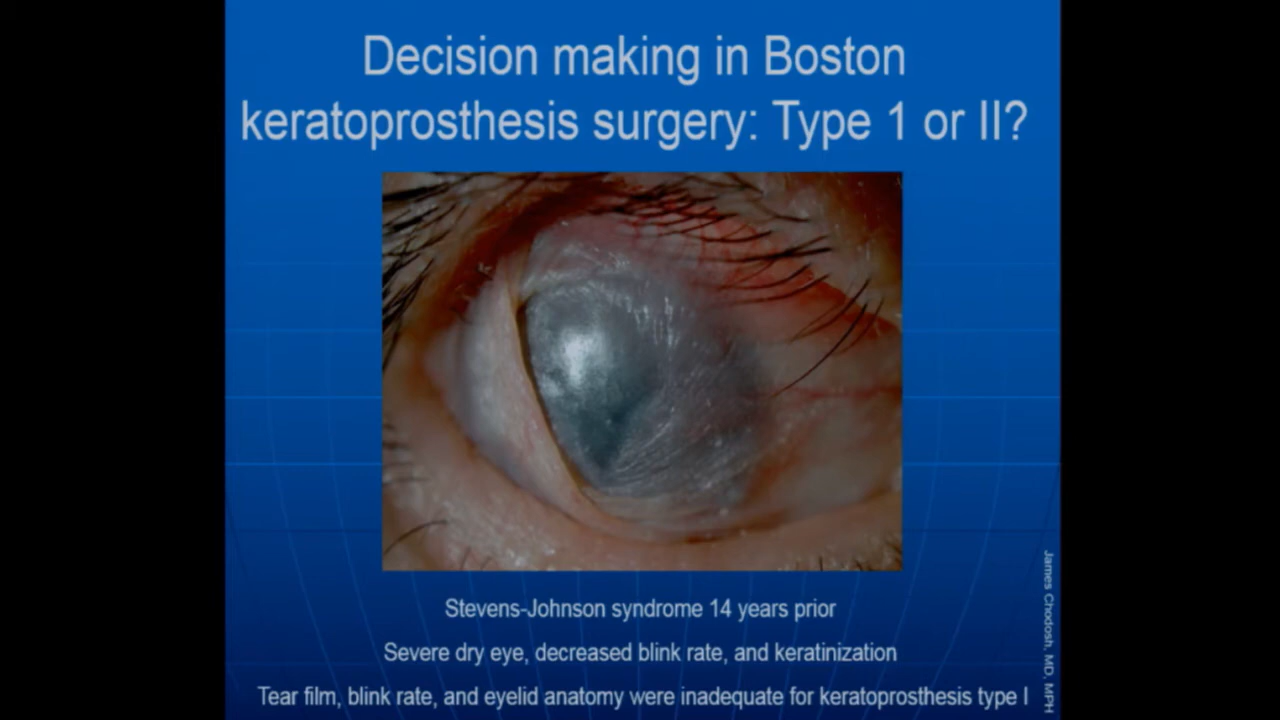 Decision making in Boston
keratoprosthesis surgery: Type 1 or II?
Stevens-Johnson syndrome 14 years prior
Severe dry eye, decreased blink rate, and keratinization
Tear film, blink rate, and eyelid anatomy were inadequate for keratoprosthesis type I
James Chodosh, MD, MPH